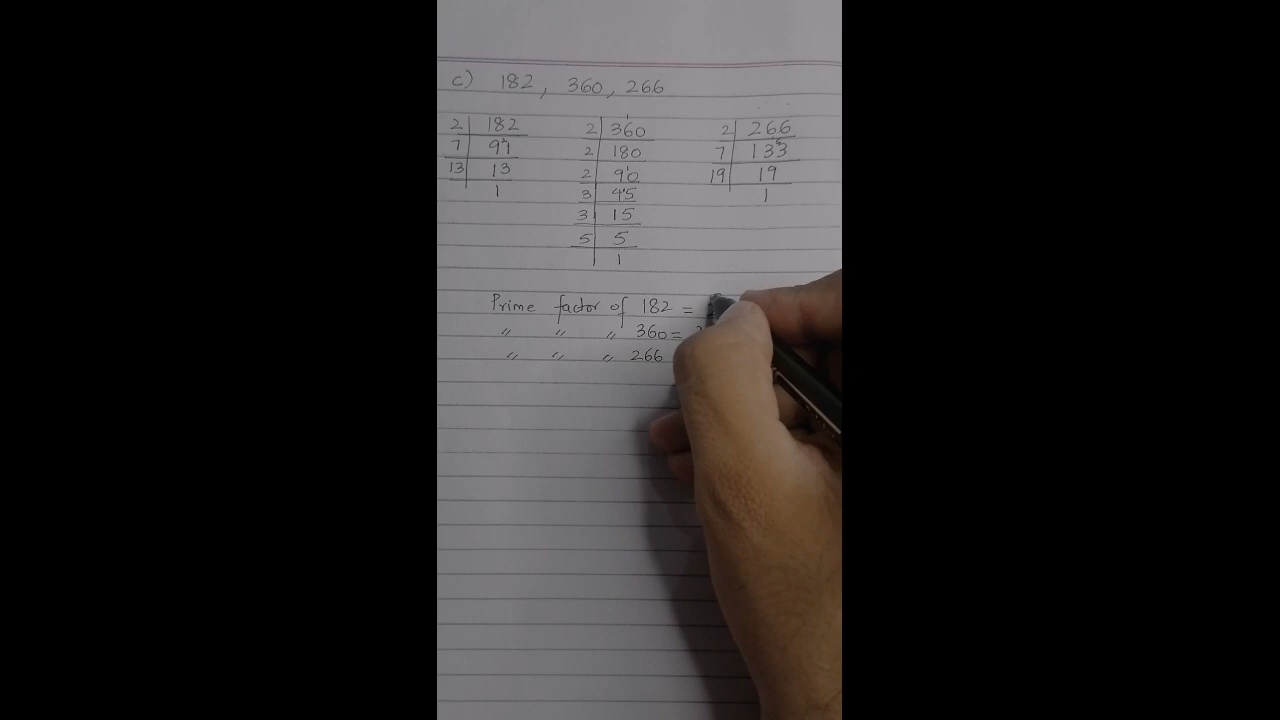 c) 182, 360, 266
2 182 2 360 2 266
7 91 2 180 7 133
13 13 2 90 19 19
1 3 45 1
3 15
5 5
1
Prime factor of 182 =
" " " 360 =
" " " 266